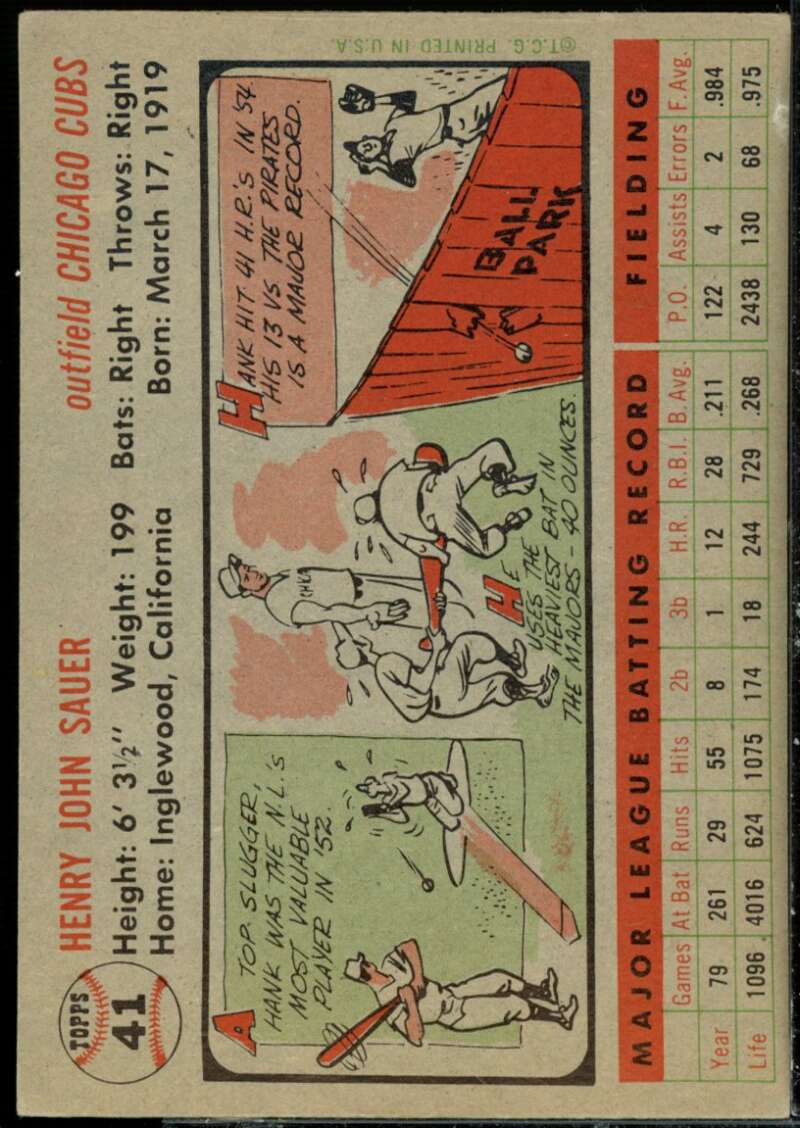 TOPPS
41
HENRY JOHN SAUER outfield CHICAGO CUBS
Height: 6' 3½" Weight: 199 Bats: Right Throws: Right
Home: Inglewood, California Born: March 17, 1919
A TOP SLUGGER,
HANK WAS THE N.L.'S
MOST VALUABLE
PLAYER IN '52.
CHI.
HE
USES THE
HEAVIEST BAT IN
THE MAJORS - 40 OUNCES.
HANK HIT 41 H.R.'S IN '54.
HIS 13 VS. THE PIRATES
IS A MAJOR RECORD.
BALL
PARK
©T.C.G. PRINTED IN U.S.A.
MAJOR LEAGUE BATTING RECORD FIELDING
Games At Bat Runs Hits 2b 3b H.R. R.B.I. B. Avg. P.O. Assists Errors F. Avg.
Year 79 261 29 55 8 1 12 28 .211 122 4 2 .984
Life 1096 4016 624 1075 174 18 244 729 .268 2438 130 68 .975